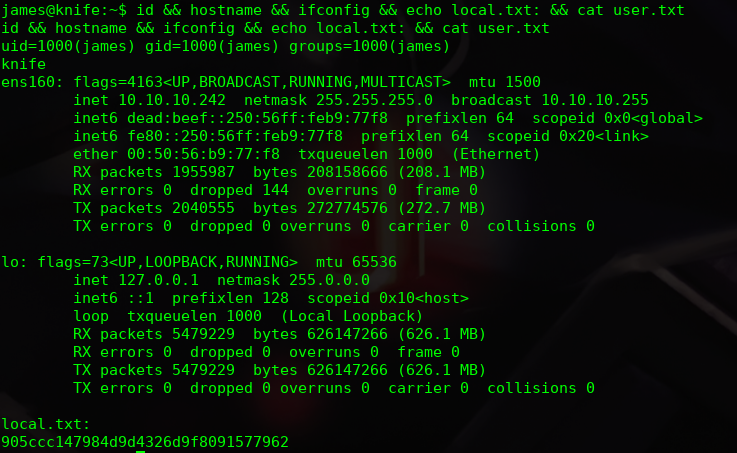 james@knife:~$ id && hostname && ifconfig && echo local.txt: && cat user.txt
id && hostname && ifconfig && echo local.txt: && cat user.txt
uid=1000(james) gid=1000(james) groups=1000(james)
knife
ens160: flags=4163<UP,BROADCAST,RUNNING,MULTICAST>  mtu 1500
        inet 10.10.10.242  netmask 255.255.255.0  broadcast 10.10.10.255
        inet6 dead:beef::250:56ff:feb9:77f8  prefixlen 64  scopeid 0x0<global>
        inet6 fe80::250:56ff:feb9:77f8  prefixlen 64  scopeid 0x20<link>
        ether 00:50:56:b9:77:f8  txqueuelen 1000  (Ethernet)
        RX packets 1955987  bytes 208158666 (208.1 MB)
        RX errors 0  dropped 144  overruns 0  frame 0
        TX packets 2040555  bytes 272774576 (272.7 MB)
        TX errors 0  dropped 0 overruns 0  carrier 0  collisions 0

lo: flags=73<UP,LOOPBACK,RUNNING>  mtu 65536
        inet 127.0.0.1  netmask 255.0.0.0
        inet6 ::1  prefixlen 128  scopeid 0x10<host>
        loop  txqueuelen 1000  (Local Loopback)
        RX packets 5479229  bytes 626147266 (626.1 MB)
        RX errors 0  dropped 0  overruns 0  frame 0
        TX packets 5479229  bytes 626147266 (626.1 MB)
        TX errors 0  dropped 0 overruns 0  carrier 0  collisions 0

local.txt:
905ccc147984d9d4326d9f8091577962